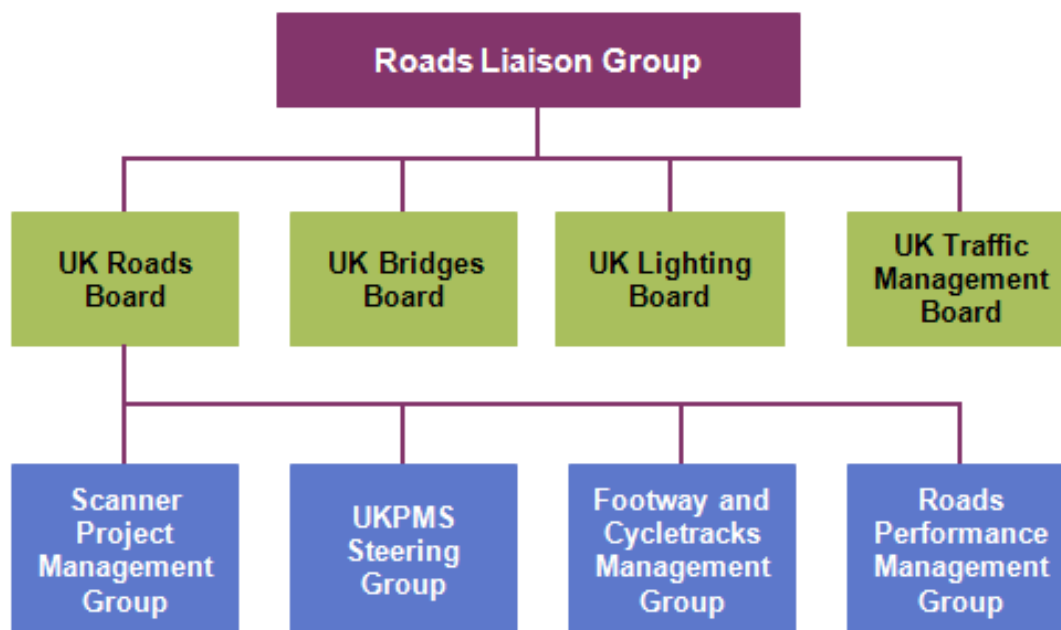 Roads Liaison Group
UK Roads
Board
UK Bridges
Board
UK Lighting
Board
UK Traffic
Management
Board
Scanner
Project
Management
Group
UKPMS
Steering
Group
Footway and
Cycletracks
Management
Group
Roads
Performance
Management
Group